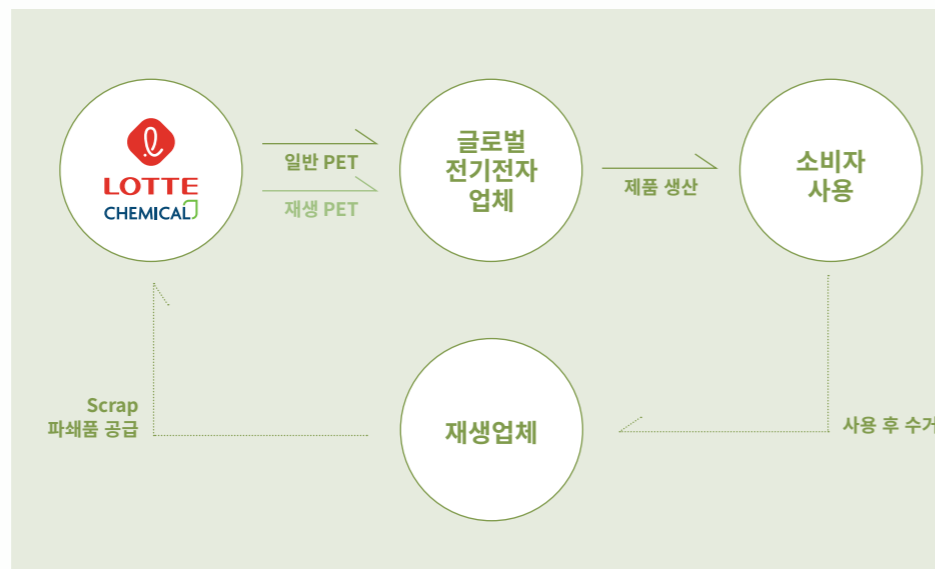 LOTTE
CHEMICAL
일반 PET
재생 PET
글로벌
전기전자
업체
제품 생산
소비자
사용
Scrap
파쇄품 공급
재생업체
사용 후 수거